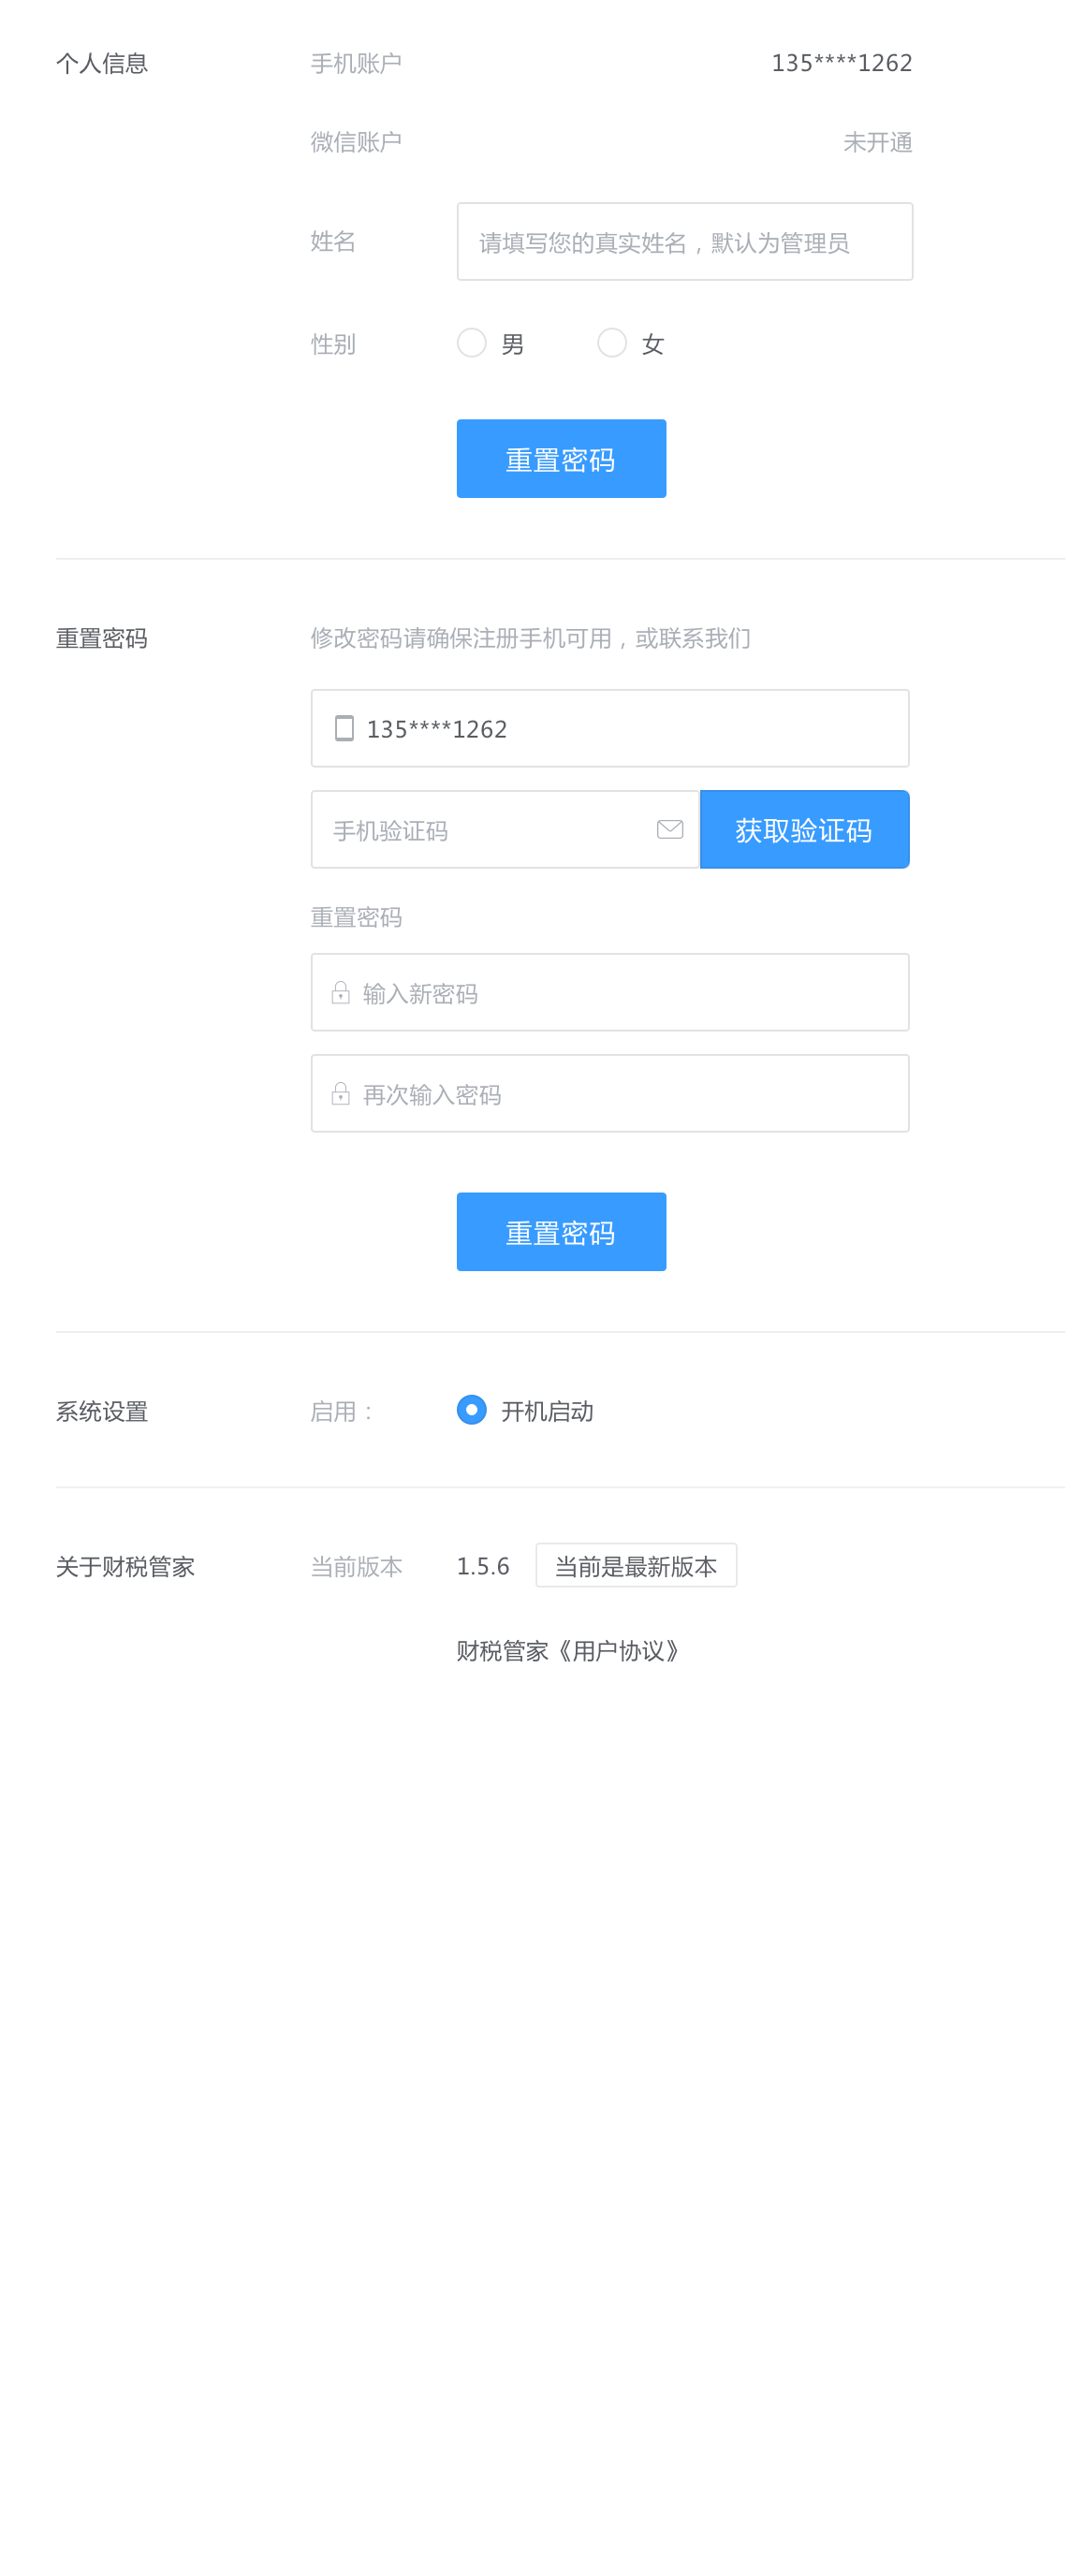 个人信息
手机账户
135****1262
微信账户
未开通
姓名
请填写您的真实姓名，默认为管理员
性别
男
女
重置密码
重置密码
修改密码请确保注册手机可用，或联系我们
135****1262
手机验证码
获取验证码
重置密码
输入新密码
再次输入密码
重置密码
系统设置
启用：
开机启动
关于财税管家
当前版本
1.5.6
当前是最新版本
财税管家《用户协议》